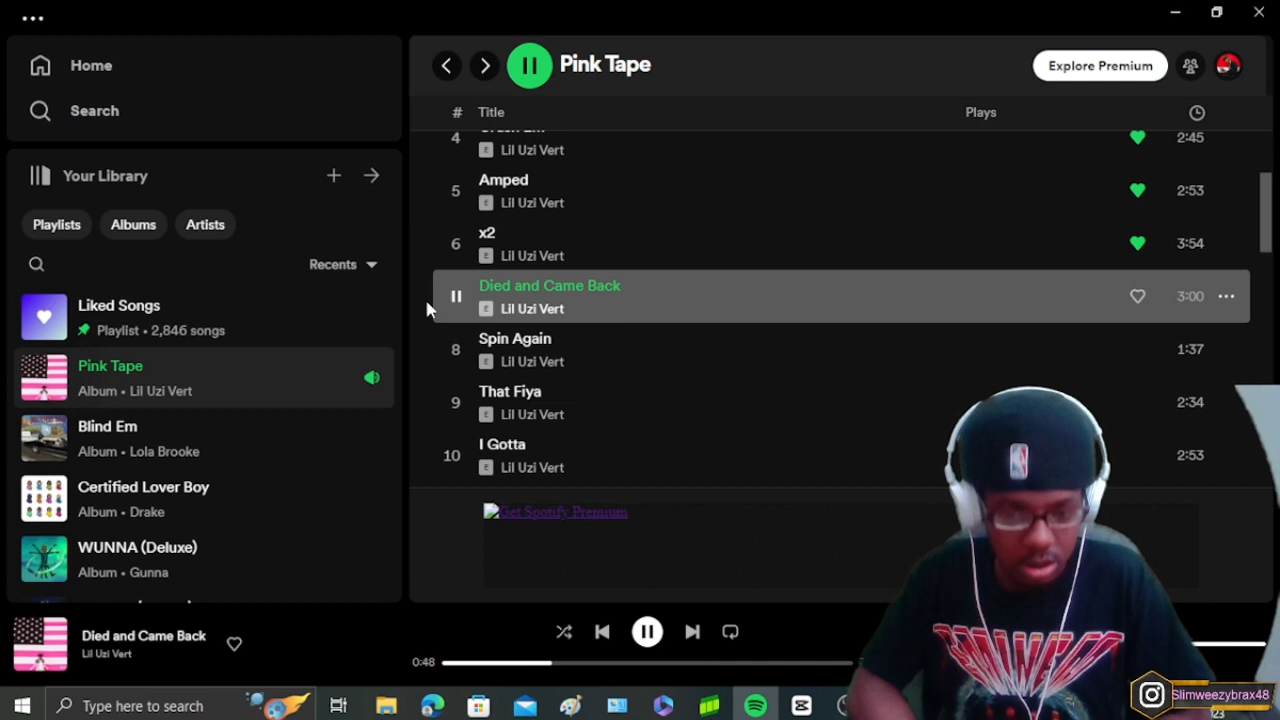 Home
Pink Tape
Explore Premium
Search
# Title Plays
4 2:45
E Lil Uzi Vert
Your Library
5 Amped 2:53
E Lil Uzi Vert
Playlists Albums Artists
6 x2 3:54
E Lil Uzi Vert
Recents
Died and Came Back 3:00
E Lil Uzi Vert
Liked Songs
Playlist • 2,846 songs
8 Spin Again 1:37
E Lil Uzi Vert
Pink Tape
Album • Lil Uzi Vert
9 That Fiya 2:34
E Lil Uzi Vert
Blind Em
Album • Lola Brooke
10 I Gotta 2:53
E Lil Uzi Vert
Certified Lover Boy
Album • Drake
Get Spotify Premium
WUNNA (Deluxe)
Album • Gunna
Died and Came Back
Lil Uzi Vert
0:48
Type here to search
Slimweezybrax48
23